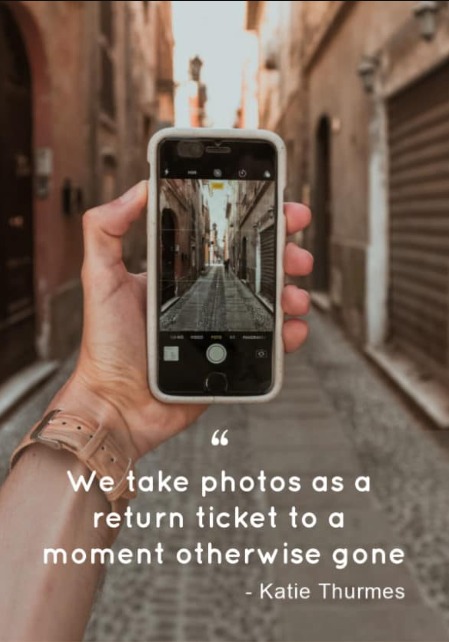 “
We take photos as a
return ticket to a
moment otherwise gone
- Katie Thurmes